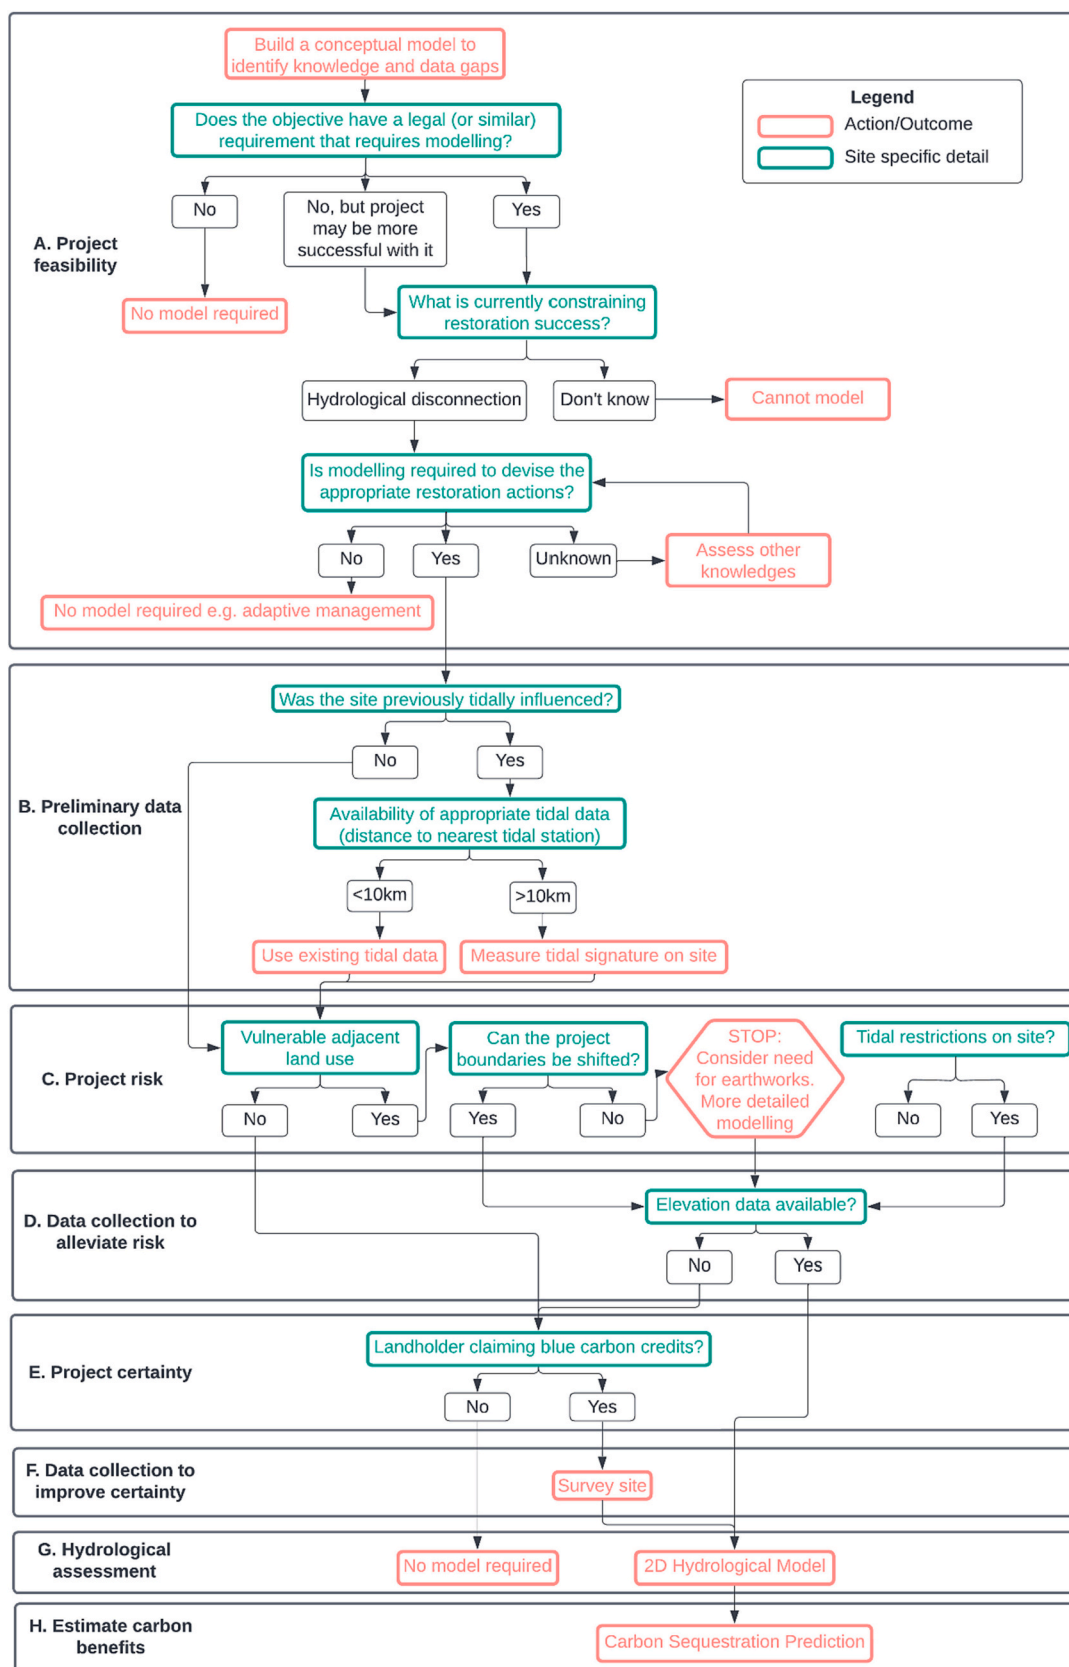 Build a conceptual model to
identify knowledge and data gaps
Legend
Action/Outcome
Site specific detail
Does the objective have a legal (or similar)
requirement that requires modelling?
No
No, but project
may be more
successful with it
Yes
A. Project
feasibility
No model required
What is currently constraining
restoration success?
Hydrological disconnection
Don't know
Cannot model
Is modelling required to devise the
appropriate restoration actions?
No
Yes
Unknown
Assess other
knowledges
No model required e.g. adaptive management
Was the site previously tidally influenced?
No
Yes
B. Preliminary data
collection
Availability of appropriate tidal data
(distance to nearest tidal station)
<10km
>10km
Use existing tidal data
Measure tidal signature on site
C. Project risk
Vulnerable adjacent
land use
Can the project
boundaries be shifted?
STOP:
Consider need
for earthworks.
More detailed
modelling
Tidal restrictions on site?
No
Yes
Yes
No
No
Yes
D. Data collection to
alleviate risk
Elevation data available?
No
Yes
E. Project certainty
Landholder claiming blue carbon credits?
No
Yes
F. Data collection to
improve certainty
Survey site
G. Hydrological
assessment
No model required
2D Hydrological Model
H. Estimate carbon
benefits
Carbon Sequestration Prediction